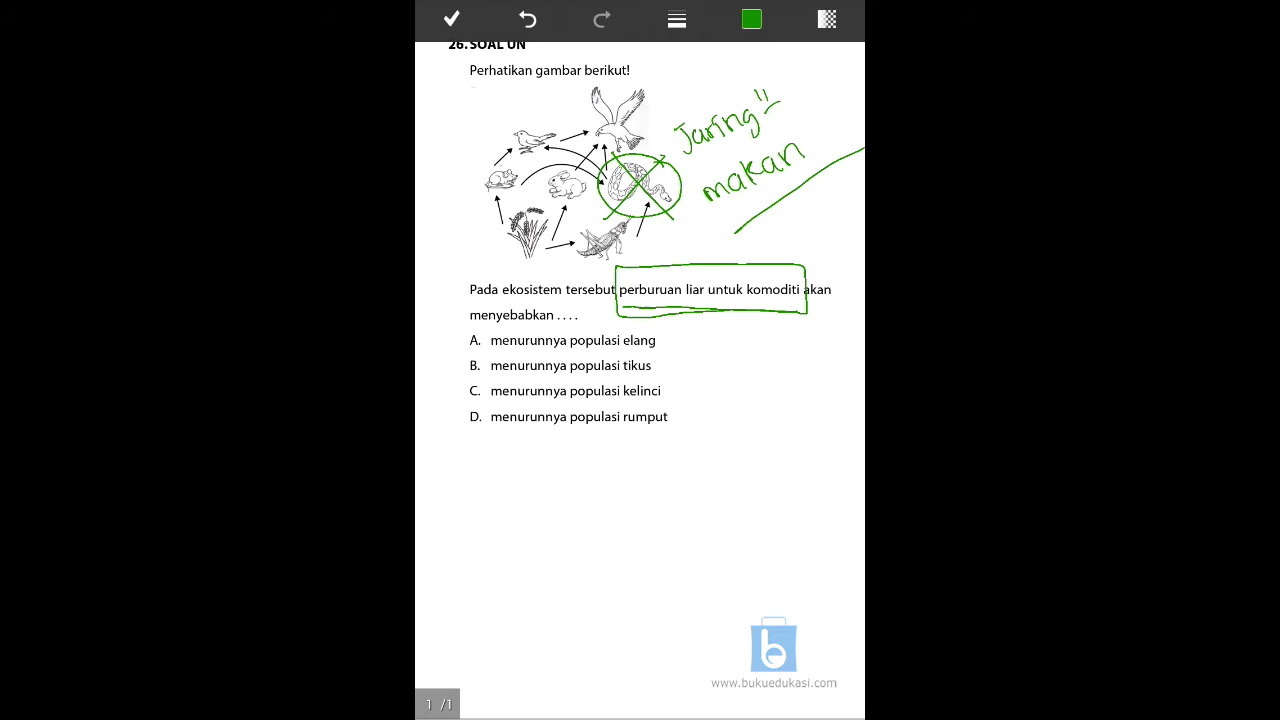 26. SOAL UN
Perhatikan gambar berikut!
Jaring"
makan
Pada ekosistem tersebut perburuan liar untuk komoditi akan
menyebabkan . . . .
A. menurunnya populasi elang
B. menurunnya populasi tikus
C. menurunnya populasi kelinci
D. menurunnya populasi rumput
b
www.bukuedukasi.com
1 /1